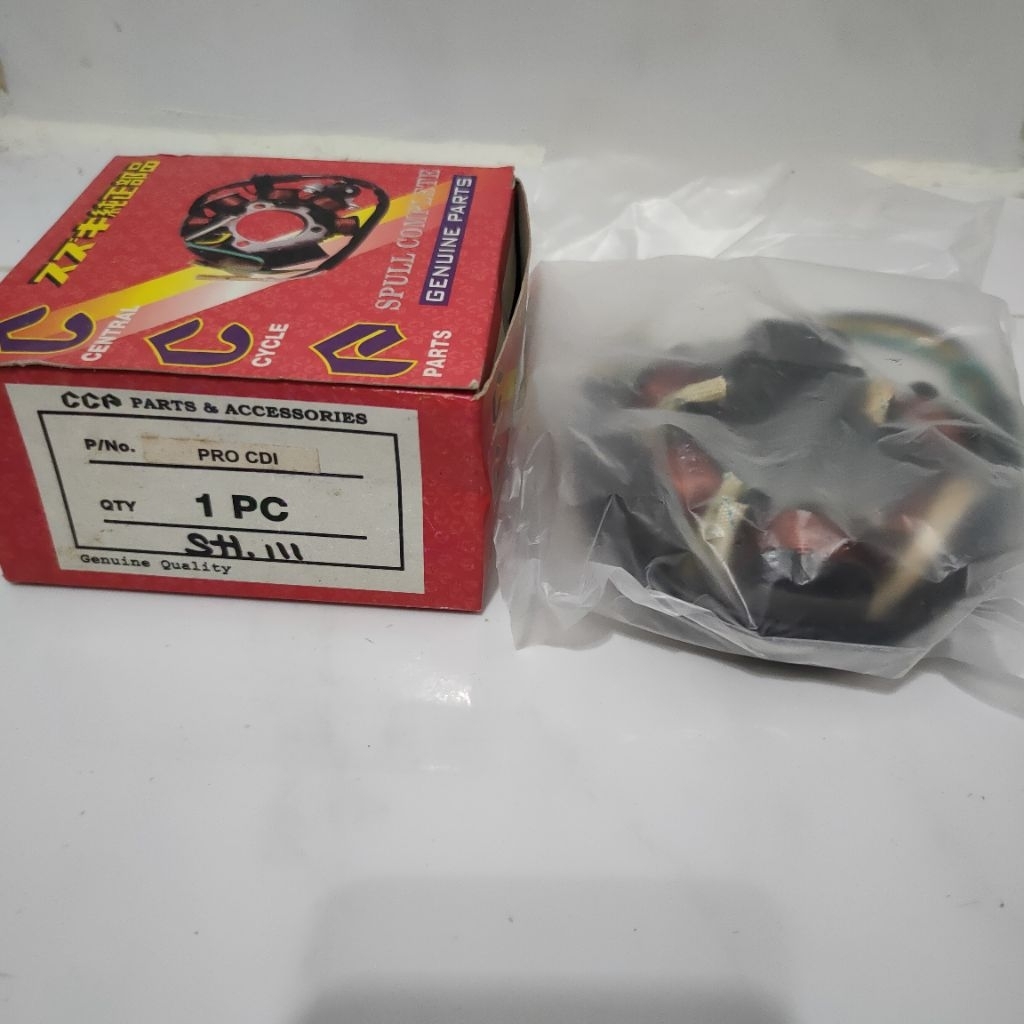 スズキ純正部品
SPULL COMPLETE
GENUINE PARTS
C C P
CENTRAL CYCLE PARTS
CCP PARTS & ACCESSORIES
P/No. PRO CDI
QTY 1 PC
SH. 111
Genuine Quality